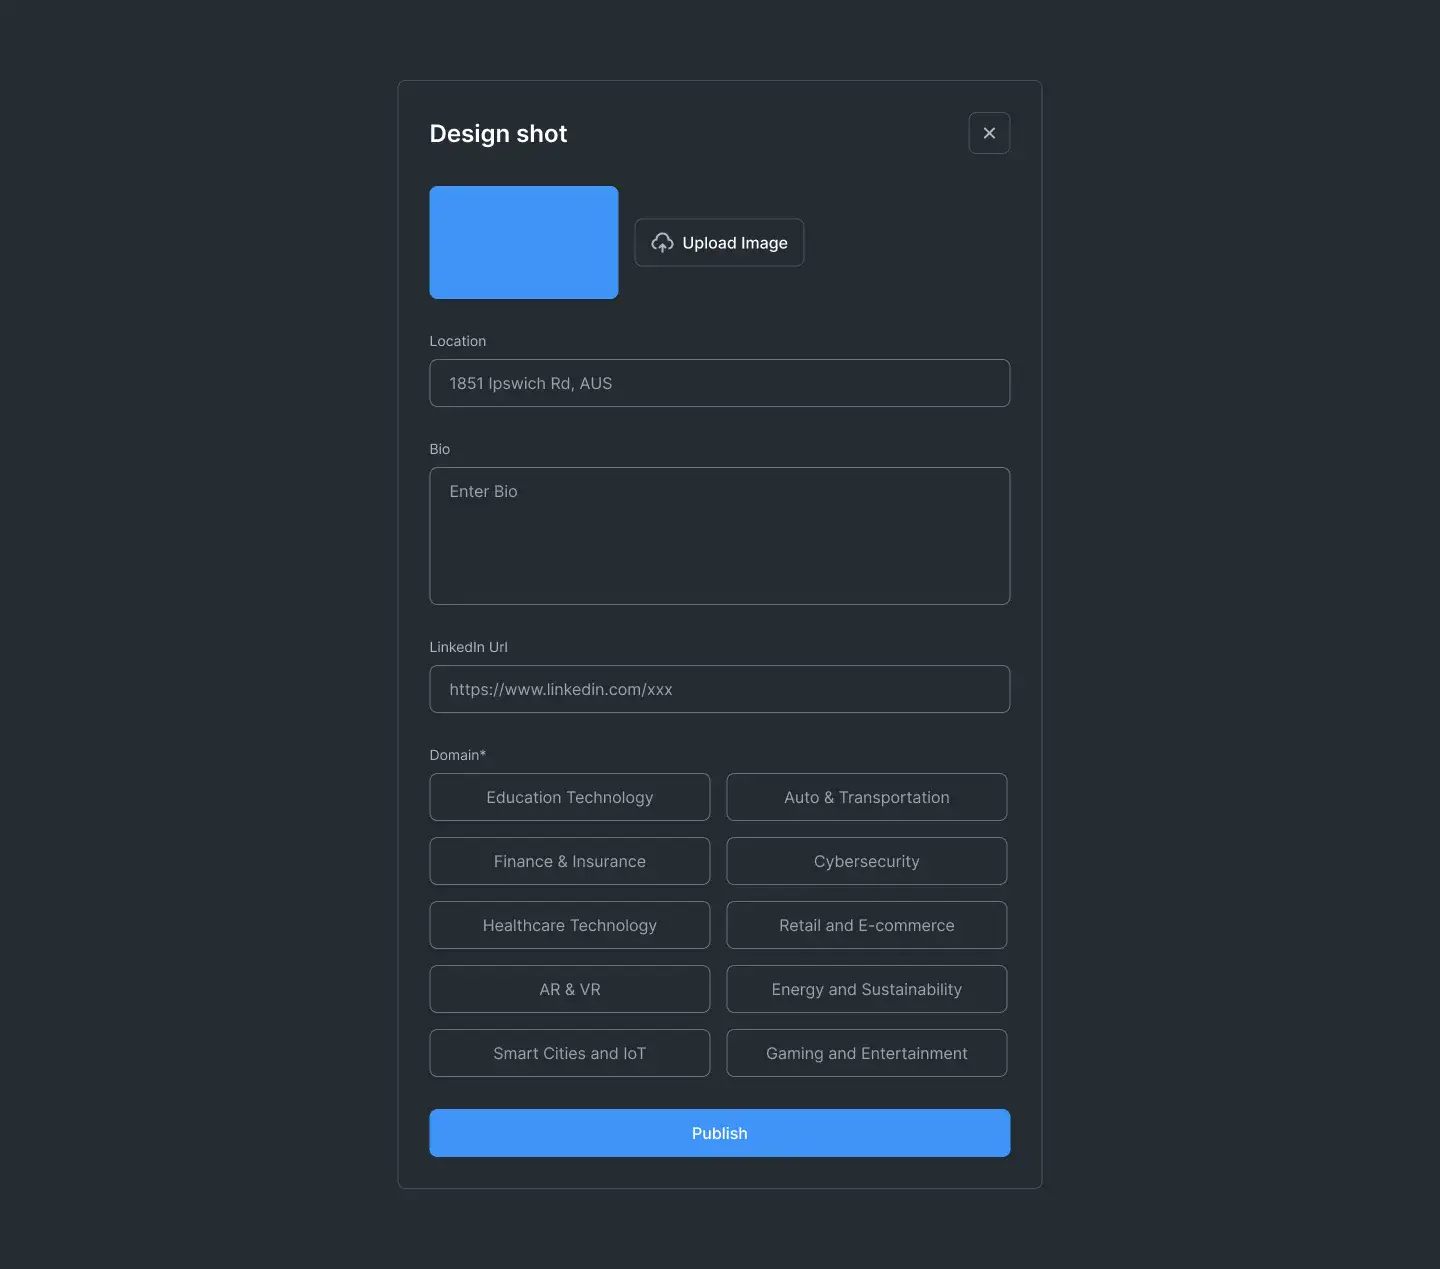 Design shot
Upload Image
Location
1851 Ipswich Rd, AUS
Bio
Enter Bio
LinkedIn Url
https://www.linkedin.com/xxx
Domain*
Education Technology
Auto & Transportation
Finance & Insurance
Cybersecurity
Healthcare Technology
Retail and E-commerce
AR & VR
Energy and Sustainability
Smart Cities and IoT
Gaming and Entertainment
Publish